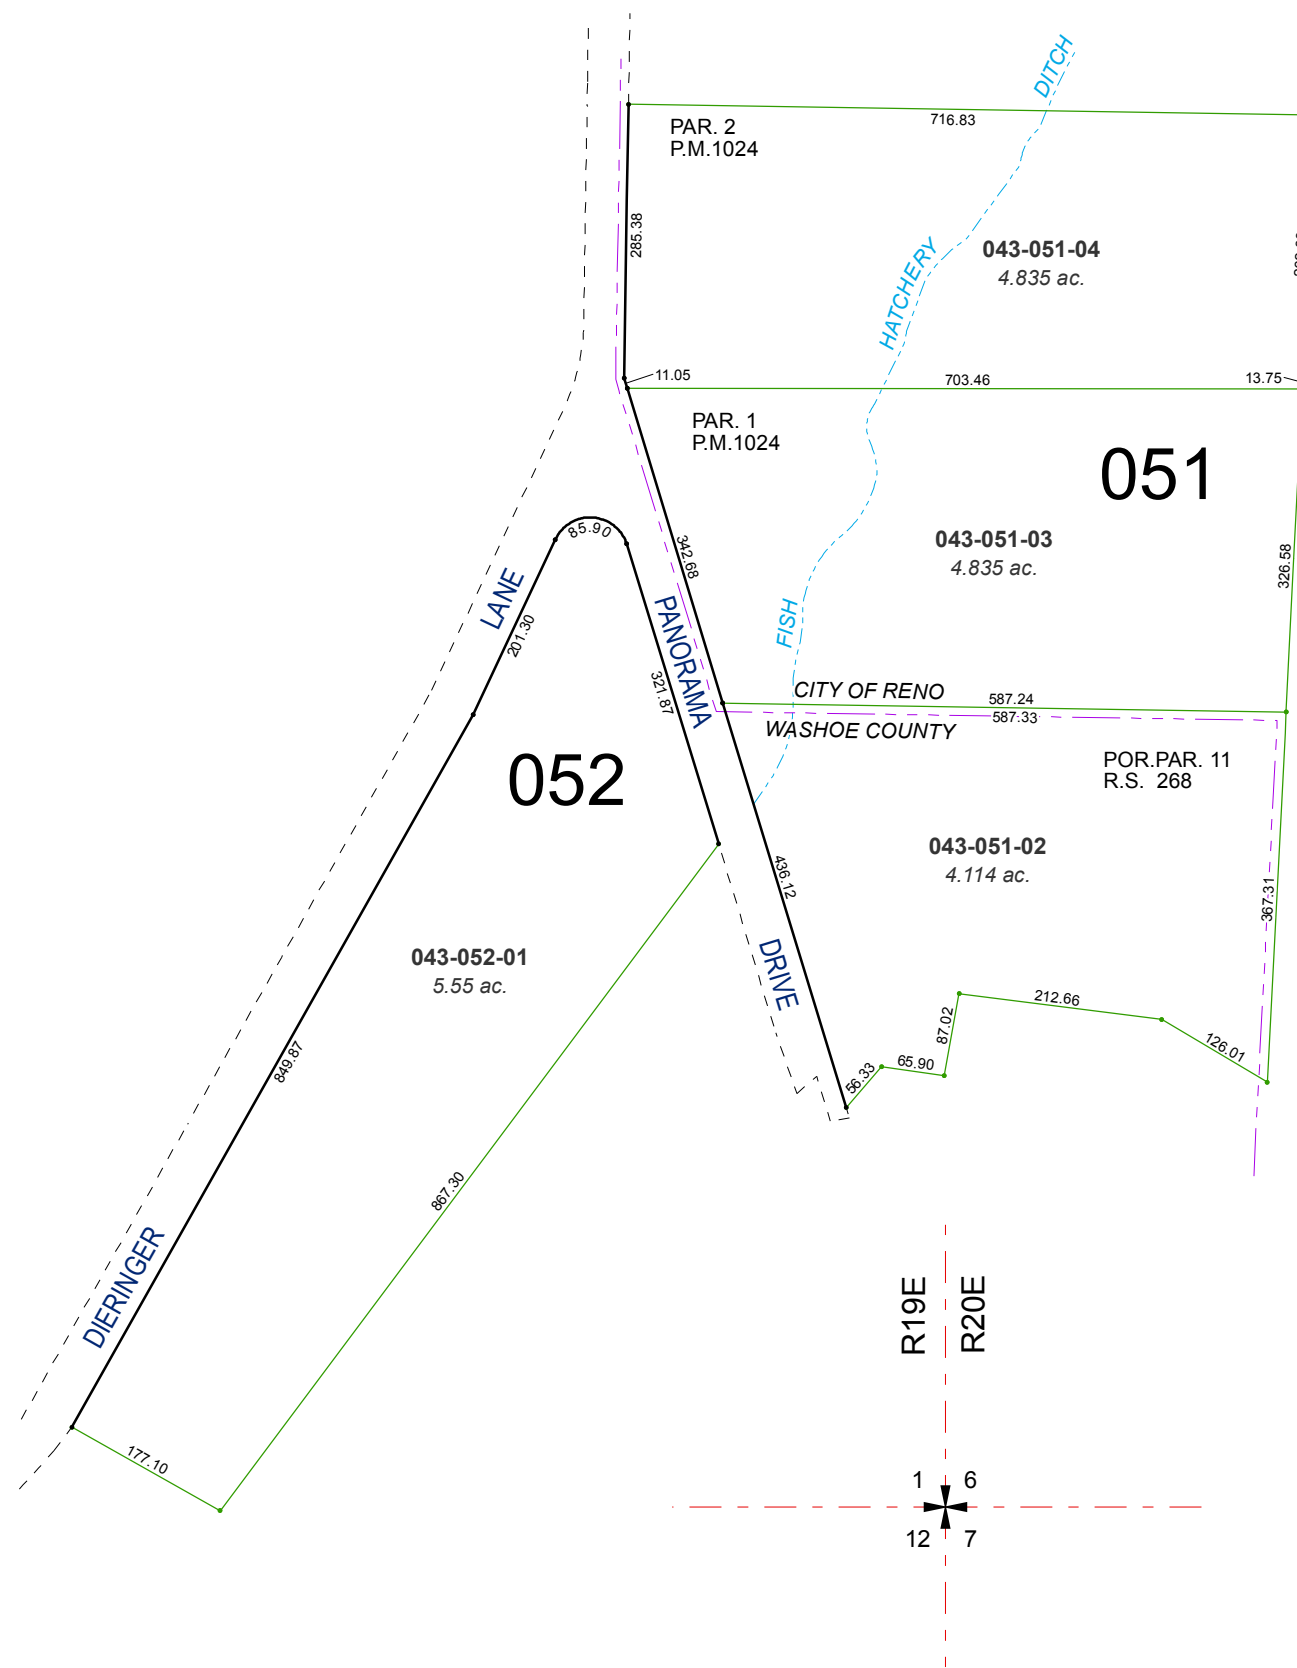 DITCH
716.83
PAR. 2
P.M.1024
285.38
HATCHERY
043-051-04
4.835 ac.
11.05
703.46
13.75
PAR. 1
P.M.1024
051
85.90
342.68
043-051-03
4.835 ac.
326.58
LANE
201.30
FISH
PANORAMA
321.87
CITY OF RENO
587.24
587.33
WASHOE COUNTY
052
POR.PAR. 11
R.S. 268
043-051-02
4.114 ac.
436.12
367.31
043-052-01
5.55 ac.
DRIVE
212.66
87.02
126.01
65.90
56.33
849.87
867.30
DIERINGER
R19E
R20E
177.10
1 6
12 7